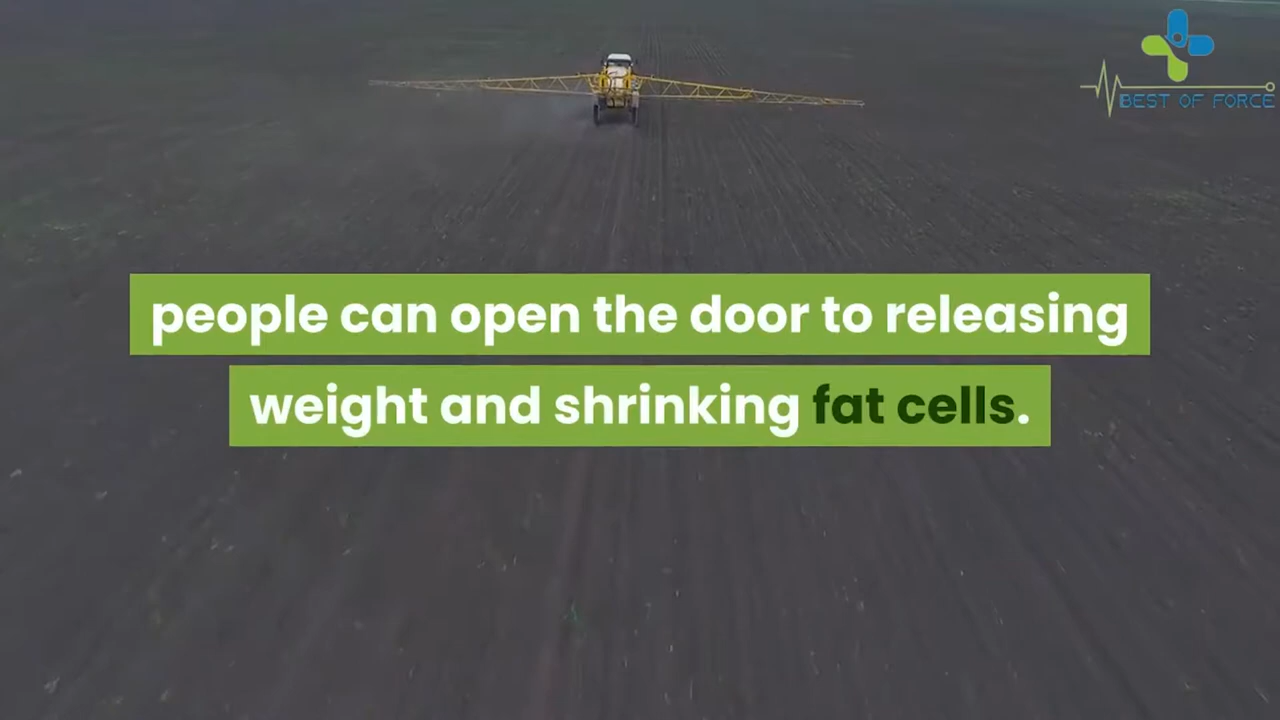 BEST OF FORCE
people can open the door to releasing
weight and shrinking fat cells.